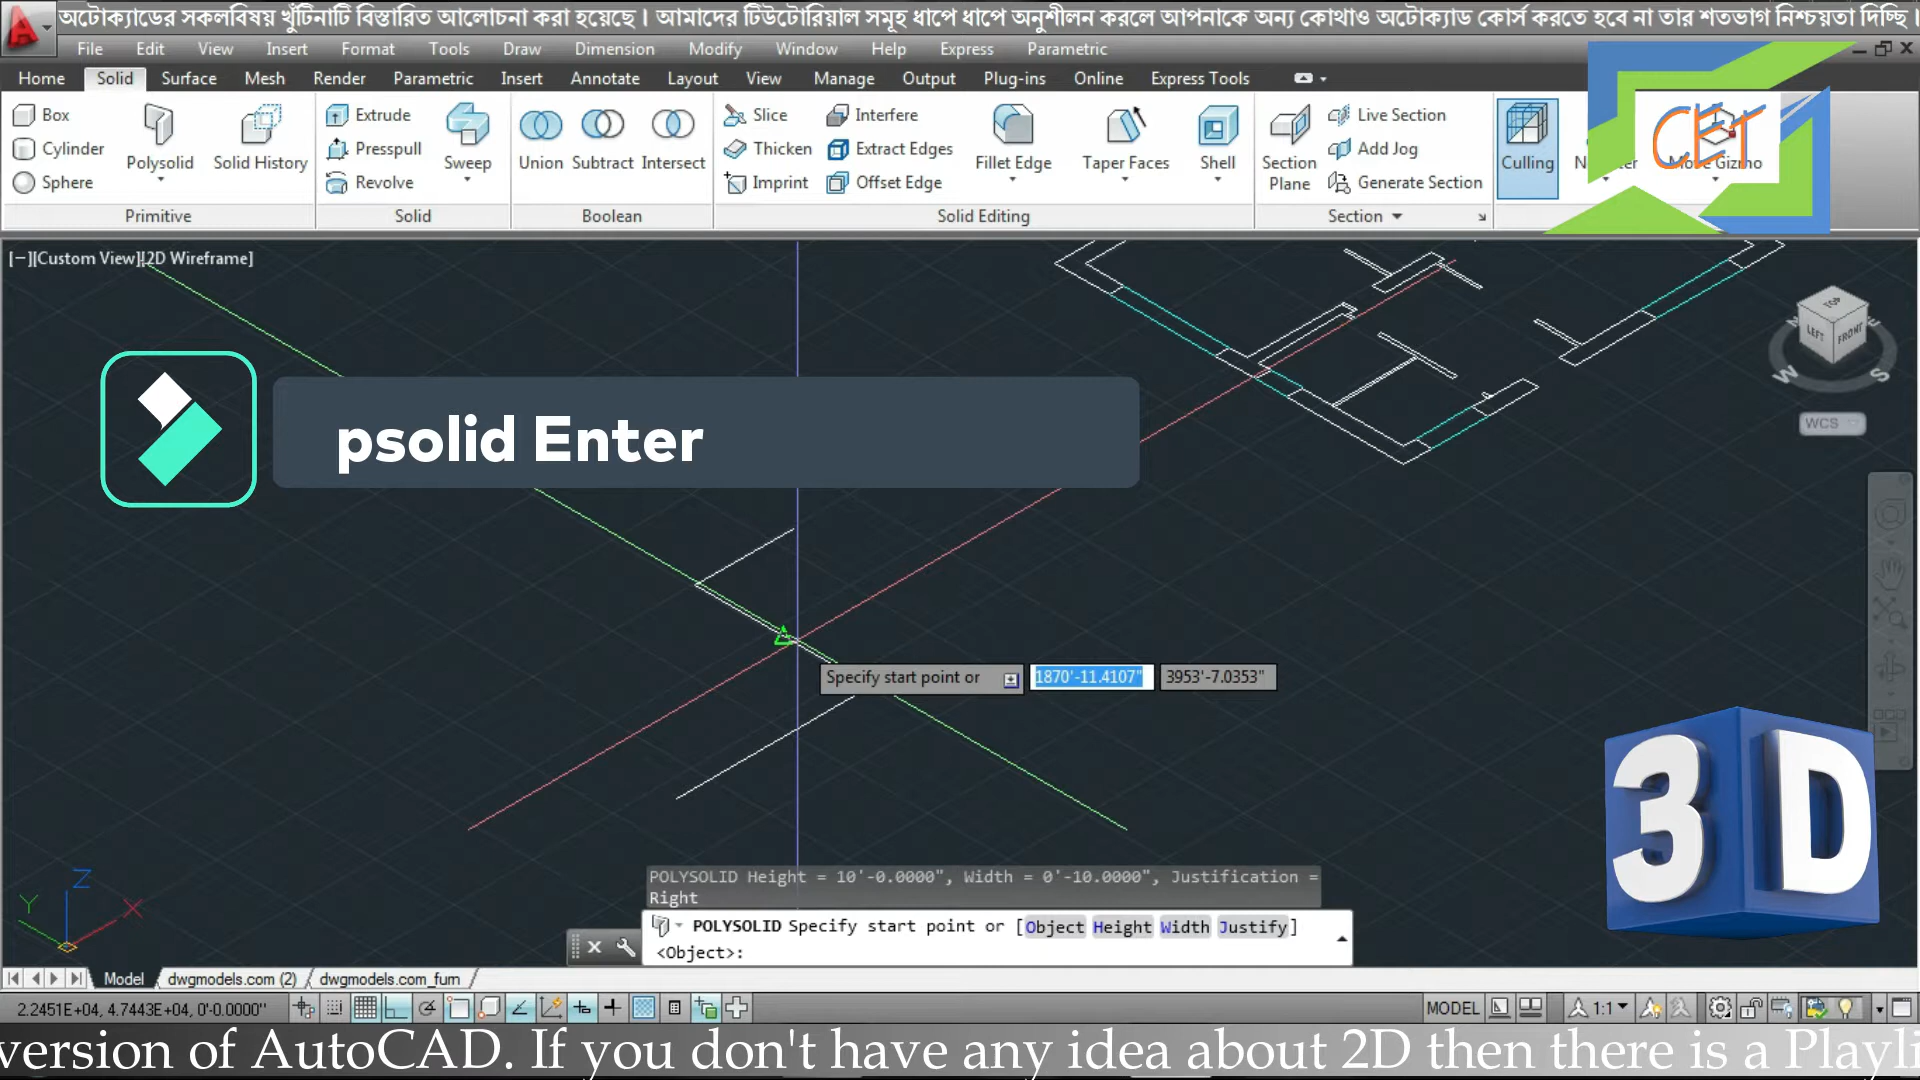 অটোক্যাডের সকলবিষয় খুঁটিনাটি বিস্তারিত আলোচনা করা হয়েছে। আমাদের টিউটোরিয়াল সমূহ ধাপে ধাপে অনুশীলন করলে আপনাকে অন্য কোথাও অটোক্যাড কোর্স করতে হবে না তার শতভাগ নিশ্চয়তা দিচ্ছি।
File Edit View Insert Format Tools Draw Dimension Modify Window Help Express Parametric
Home Solid Surface Mesh Render Parametric Insert Annotate Layout View Manage Output Plug-ins Online Express Tools
Box
Cylinder
Sphere
Polysolid
Solid History
Extrude
Presspull
Revolve
Sweep
Union Subtract Intersect
Slice
Thicken
Imprint
Interfere
Extract Edges
Offset Edge
Fillet Edge
Taper Faces
Shell
Section
Plane
Live Section
Add Jog
Generate Section
Culling
Move Gizmo
CET
Primitive Solid Boolean Solid Editing Section
[−][Custom View][2D Wireframe]
TOP
LEFT FRONT
W S
WCS
psolid Enter
Specify start point or 1870'-11.4107" 3953'-7.0353"
3D
Z
Y X
POLYSOLID Height = 10'-0.0000", Width = 0'-10.0000", Justification =
Right
POLYSOLID Specify start point or [Object Height Width Justify]
<Object>:
Model dwgmodels.com (2) dwgmodels.com_fum
2.2451E+04, 4.7443E+04, 0'-0.0000" MODEL 1:1
version of AutoCAD. If you don't have any idea about 2D then there is a Playli